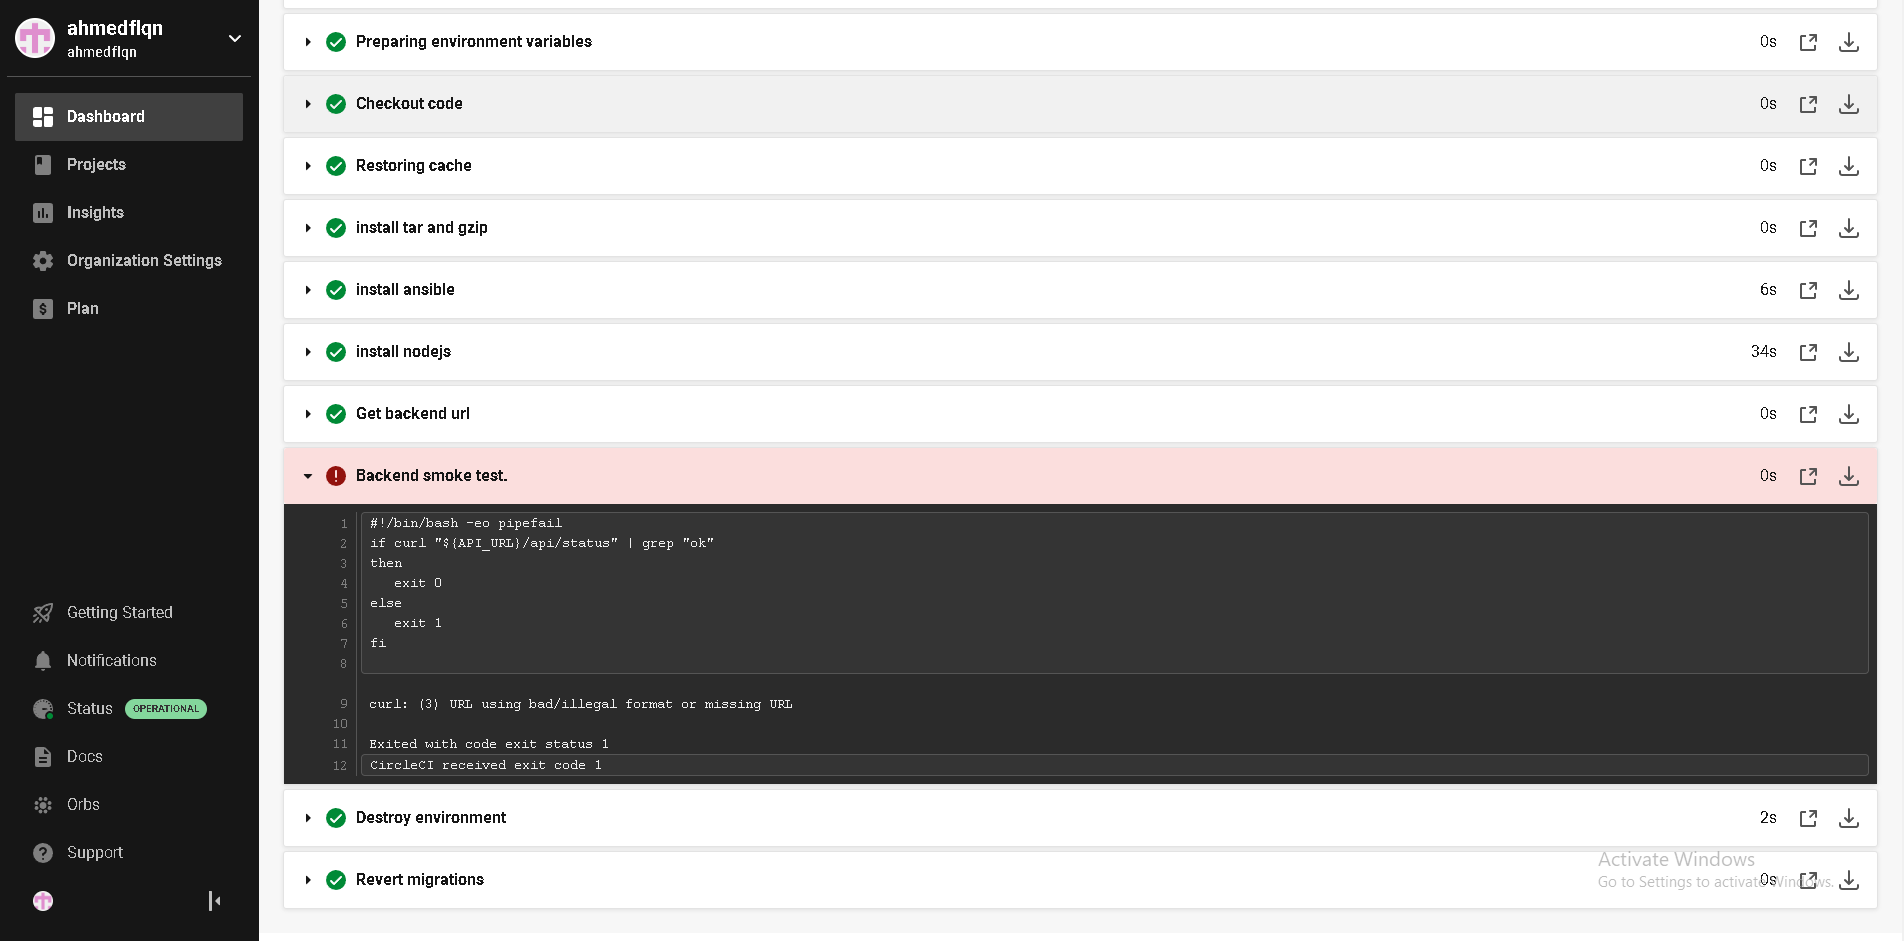 ahmedflqn
ahmedflqn
Dashboard
Projects
Insights
Organization Settings
Plan
Getting Started
Notifications
Status OPERATIONAL
Docs
Orbs
Support
Preparing environment variables 0s
Checkout code 0s
Restoring cache 0s
install tar and gzip 0s
install ansible 6s
install nodejs 34s
Get backend url 0s
Backend smoke test. 0s
1 #!/bin/bash -eo pipefail
2 if curl "${API_URL}/api/status" | grep "ok"
3 then
4 exit 0
5 else
6 exit 1
7 fi
8
9 curl: (3) URL using bad/illegal format or missing URL
10
11 Exited with code exit status 1
12 CircleCI received exit code 1
Destroy environment 2s
Revert migrations 0s
Activate Windows
Go to Settings to activate Windows.